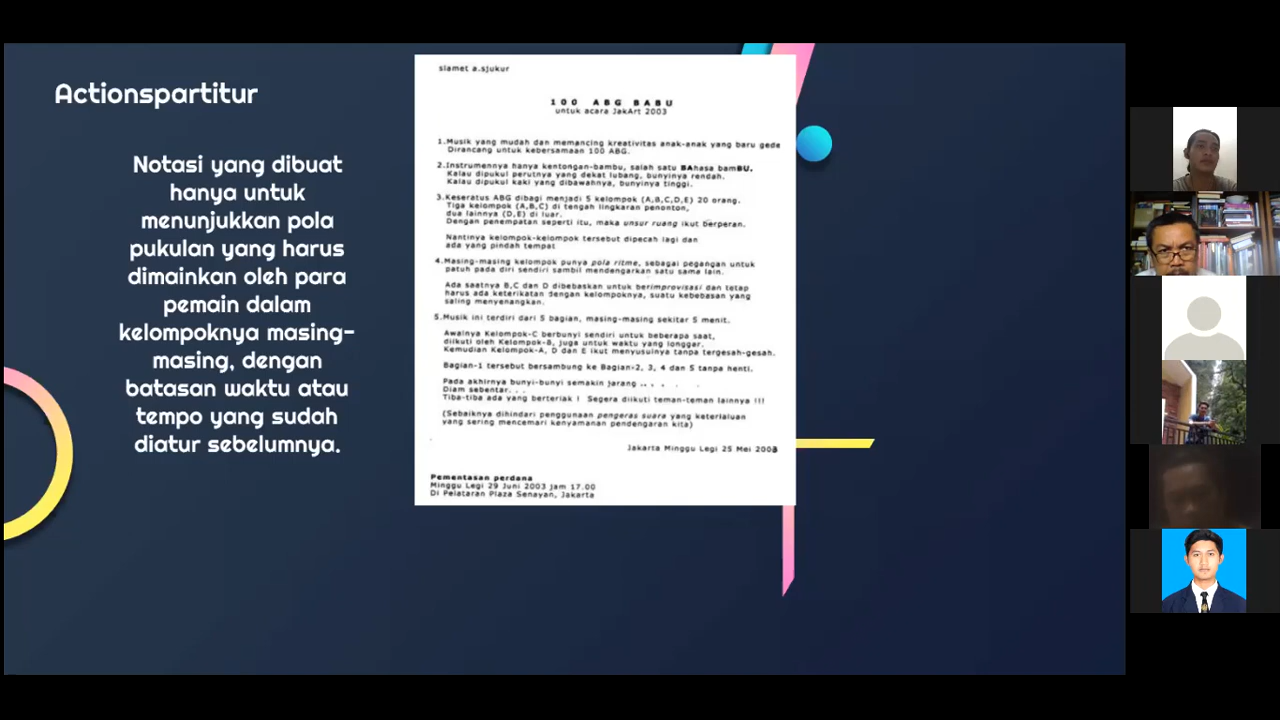 Actionspartitur
Notasi yang dibuat
hanya untuk
menunjukkan pola
pukulan yang harus
dimainkan oleh para
pemain dalam
kelompoknya masing-
masing, dengan
batasan waktu atau
tempo yang sudah
diatur sebelumnya.
slamet a.sjukur
100 ABG BABU
untuk acara JakArt 2003
1.Musik yang mudah dan memancing kreativitas anak-anak yang baru gede
Dirancang untuk kebersamaan 100 ABG.
2.Instrumennya hanya kentongan-bambu, salah satu BAhasa bamBU.
Kalau dipukul perutnya yang dekat lubang, bunyinya rendah.
Kalau dipukul kaki yang dibawahnya, bunyinya tinggi.
3.Keseratus ABG dibagi menjadi 5 kelompok (A,B,C,D,E) 20 orang.
Tiga kelompok (A,B,C) di tengah lingkaran penonton,
dua lainnya (D,E) di luar.
Dengan penempatan seperti itu, maka unsur ruang ikut berperan.
Nantinya kelompok-kelompok tersebut dipecah lagi dan
ada yang pindah tempat
4.Masing-masing kelompok punya pola ritme, sebagai pegangan untuk
patuh pada diri sendiri sambil mendengarkan satu same lain.
Ada saatnya B,C dan D dibebaskan untuk berimprovisasi dan tetap
harus ada keterikatan dengan kelompoknya, suatu kebebasan yang
saling menyenangkan.
5.Musik ini terdiri dari 5 bagian, masing-masing sekitar 5 menit.
Awalnya Kelompok-C berbunyi sendiri untuk beberapa saat,
diikuti oleh Kelompok-B, juga untuk waktu yang longgar.
Kemudian Kelompok-A, D dan E ikut menyusulnya tanpa tergesah-gesah.
Bagian-1 tersebut bersambung ke Bagian-2, 3, 4 dan 5 tanpa henti.
Pada akhirnya bunyi-bunyi semakin jarang ... . . .
Diam sebentar. . .
Tiba-tiba ada yang berteriak ! Segera diikuti teman-teman lainnya !!!
(Sebaiknya dihindari penggunaan pengeras suara yang keterlaluan
yang sering mencemari kenyamanan pendengaran kita)
Jakarta Minggu Legi 25 Mei 2003
Pementasan perdana
Minggu Legi 29 Juni 2003 jam 17.00
Di Pelataran Plaza Senayan, Jakarta